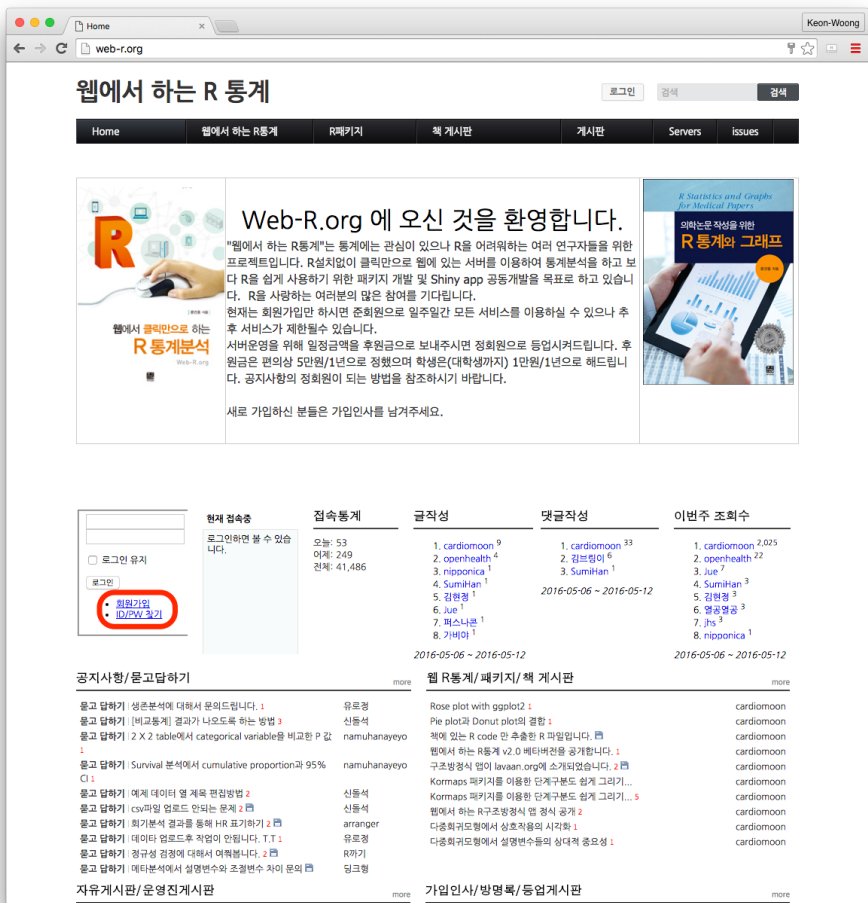 Home
Keon-Woong
web-r.org
웹에서 하는 R 통계
로그인
검색
검색
Home
웹에서 하는 R통계
R패키지
책 게시판
게시판
Servers
issues
웹에서 클릭만으로 하는
R 통계분석
Web-R.org
Web-R.org 에 오신 것을 환영합니다.
"웹에서 하는 R통계"는 통계에는 관심이 있으나 R을 어려워하는 여러 연구자들을 위한
프로젝트입니다. R설치없이 클릭만으로 웹에 있는 서버를 이용하여 통계분석을 하고 보
다 R을 쉽게 사용하기 위한 패키지 개발 및 Shiny app 공동개발을 목표로 하고 있습니
다. R을 사랑하는 여러분의 많은 참여를 기다립니다.
현재는 회원가입만 하시면 준회원으로 일주일간 모든 서비스를 이용하실 수 있으나 추
후 서비스가 제한될수 있습니다.
서버운영을 위해 일정금액을 후원금으로 보내주시면 정회원으로 등업시켜드립니다. 후
원금은 편의상 5만원/1년으로 정했으며 학생은(대학생까지) 1만원/1년으로 해드립니
다. 공지사항의 정회원이 되는 방법을 참조하시기 바랍니다.
새로 가입하신 분들은 가입인사를 남겨주세요.
R Statistics and Graphs
for Medical Papers
의학논문 작성을 위한
R 통계와 그래프
로그인 유지
로그인
회원가입
ID/PW 찾기
현재 접속중
로그인하면 볼 수 있습
니다.
접속통계
오늘: 53
어제: 249
전체: 41,486
글작성
1. cardiomoon 9
2. openhealth 4
3. nipponica 1
4. SumiHan 1
5. 김현정 1
6. Jue 1
7. 퍼스나콘 1
8. 가비야 1
2016-05-06 ~ 2016-05-12
댓글작성
1. cardiomoon 33
2. 김브림이 6
3. SumiHan 1
2016-05-06 ~ 2016-05-12
이번주 조회수
1. cardiomoon 2,025
2. openhealth 22
3. Jue 7
4. SumiHan 3
5. 김현정 3
6. 열공열공 3
7. jhs 3
8. nipponica 1
2016-05-06 ~ 2016-05-12
공지사항/묻고답하기
more
묻고 답하기 | 생존분석에 대해서 문의드립니다. 1 유로정
묻고 답하기 | [비교통계] 결과가 나오도록 하는 방법 3 신돌석
묻고 답하기 | 2 X 2 table에서 categorical variable을 비교한 P 값 namuhanayeyo
1
묻고 답하기 | Survival 분석에서 cumulative proportion과 95% namuhanayeyo
CI 1
묻고 답하기 | 예제 데이터 열 제목 편집방법 2 신돌석
묻고 답하기 | csv파일 업로드 안되는 문제 2 신돌석
묻고 답하기 | 회기분석 결과를 통해 HR 표기하기 2 arranger
묻고 답하기 | 데이타 업로드후 작업이 안됩니다. T.T 1 유로정
묻고 답하기 | 정규성 검정에 대해서 여쭤봅니다. 2 R까기
묻고 답하기 | 메타분석에서 설명변수와 조절변수 차이 문의 딩크형
웹 R통계/패키지/책 게시판
more
Rose plot with ggplot2 1 cardiomoon
Pie plot과 Donut plot의 결합 1 cardiomoon
책에 있는 R code 만 추출한 R 파일입니다. cardiomoon
웹에서 하는 R통계 v2.0 베타버전을 공개합니다. 1 cardiomoon
구조방정식 앱이 lavaan.org에 소개되었습니다. 2 cardiomoon
Kormaps 패키지를 이용한 단계구분도 쉽게 그리기... cardiomoon
Kormaps 패키지를 이용한 단계구분도 쉽게 그리기... 5 cardiomoon
웹에서 하는 R구조방정식 앱 정식 공개 2 cardiomoon
다중회귀모형에서 상호작용의 시각화 1 cardiomoon
다중회귀모형에서 설명변수들의 상대적 중요성 1 cardiomoon
자유게시판/운영진게시판
more
가입인사/방명록/등업게시판
more